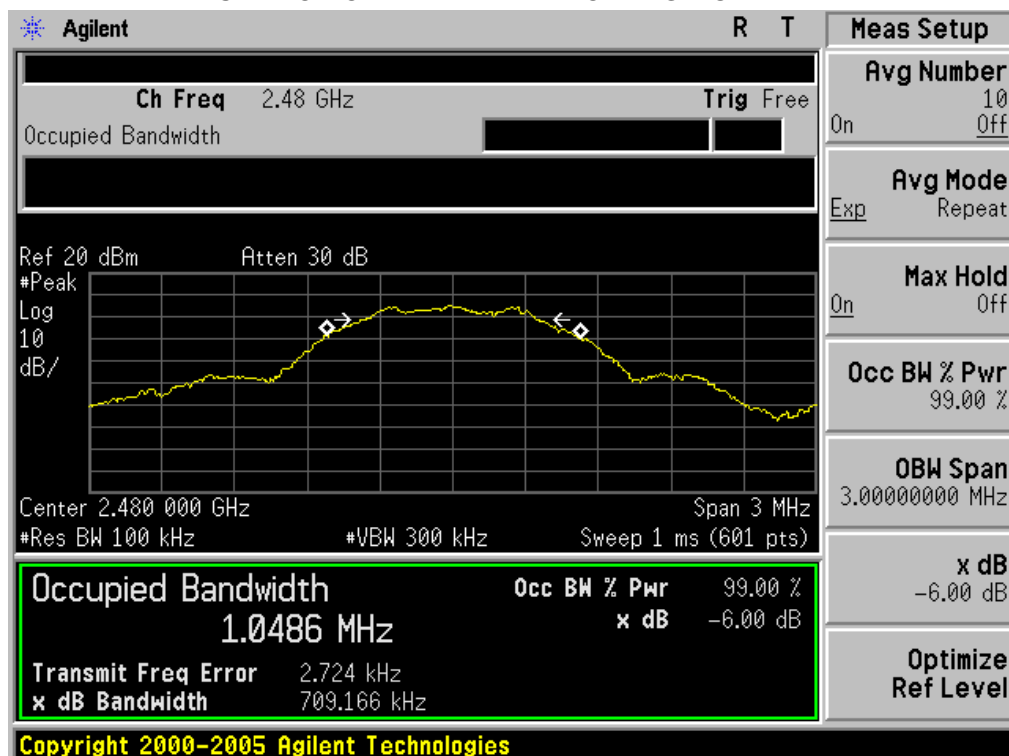 Agilent R T
Ch Freq 2.48 GHz Trig Free
Occupied Bandwidth
Ref 20 dBm Atten 30 dB
#Peak
Log
10
dB/
Center 2.480 000 GHz Span 3 MHz
#Res BW 100 kHz #VBW 300 kHz Sweep 1 ms (601 pts)
Occupied Bandwidth Occ BW % Pwr 99.00 %
1.0486 MHz x dB -6.00 dB
Transmit Freq Error 2.724 kHz
x dB Bandwidth 709.166 kHz
Copyright 2000-2005 Agilent Technologies
Meas Setup
Avg Number
10
On Off
Avg Mode
Exp Repeat
Max Hold
On Off
Occ BW % Pwr
99.00 %
OBW Span
3.00000000 MHz
x dB
-6.00 dB
Optimize
Ref Level